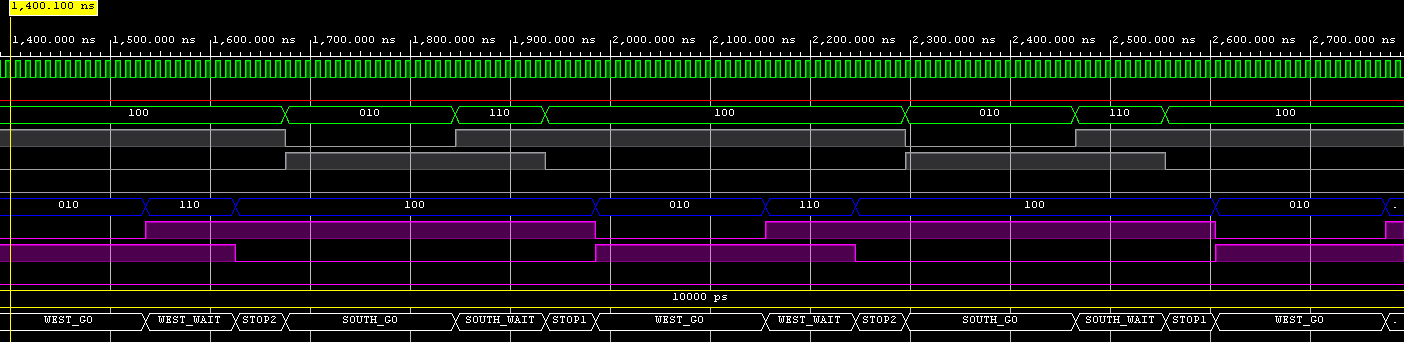 1,400.100 ns
1,400.000 ns 1,500.000 ns 1,600.000 ns 1,700.000 ns 1,800.000 ns 1,900.000 ns 2,000.000 ns 2,100.000 ns 2,200.000 ns 2,300.000 ns 2,400.000 ns 2,500.000 ns 2,600.000 ns 2,700.000 ns
100 010 110 100 010 110 100
010 110 100 010 110 100 010 .
10000 ps
WEST_GO WEST_WAIT STOP2 SOUTH_GO SOUTH_WAIT STOP1 WEST_GO WEST_WAIT STOP2 SOUTH_GO SOUTH_WAIT STOP1 WEST_GO .